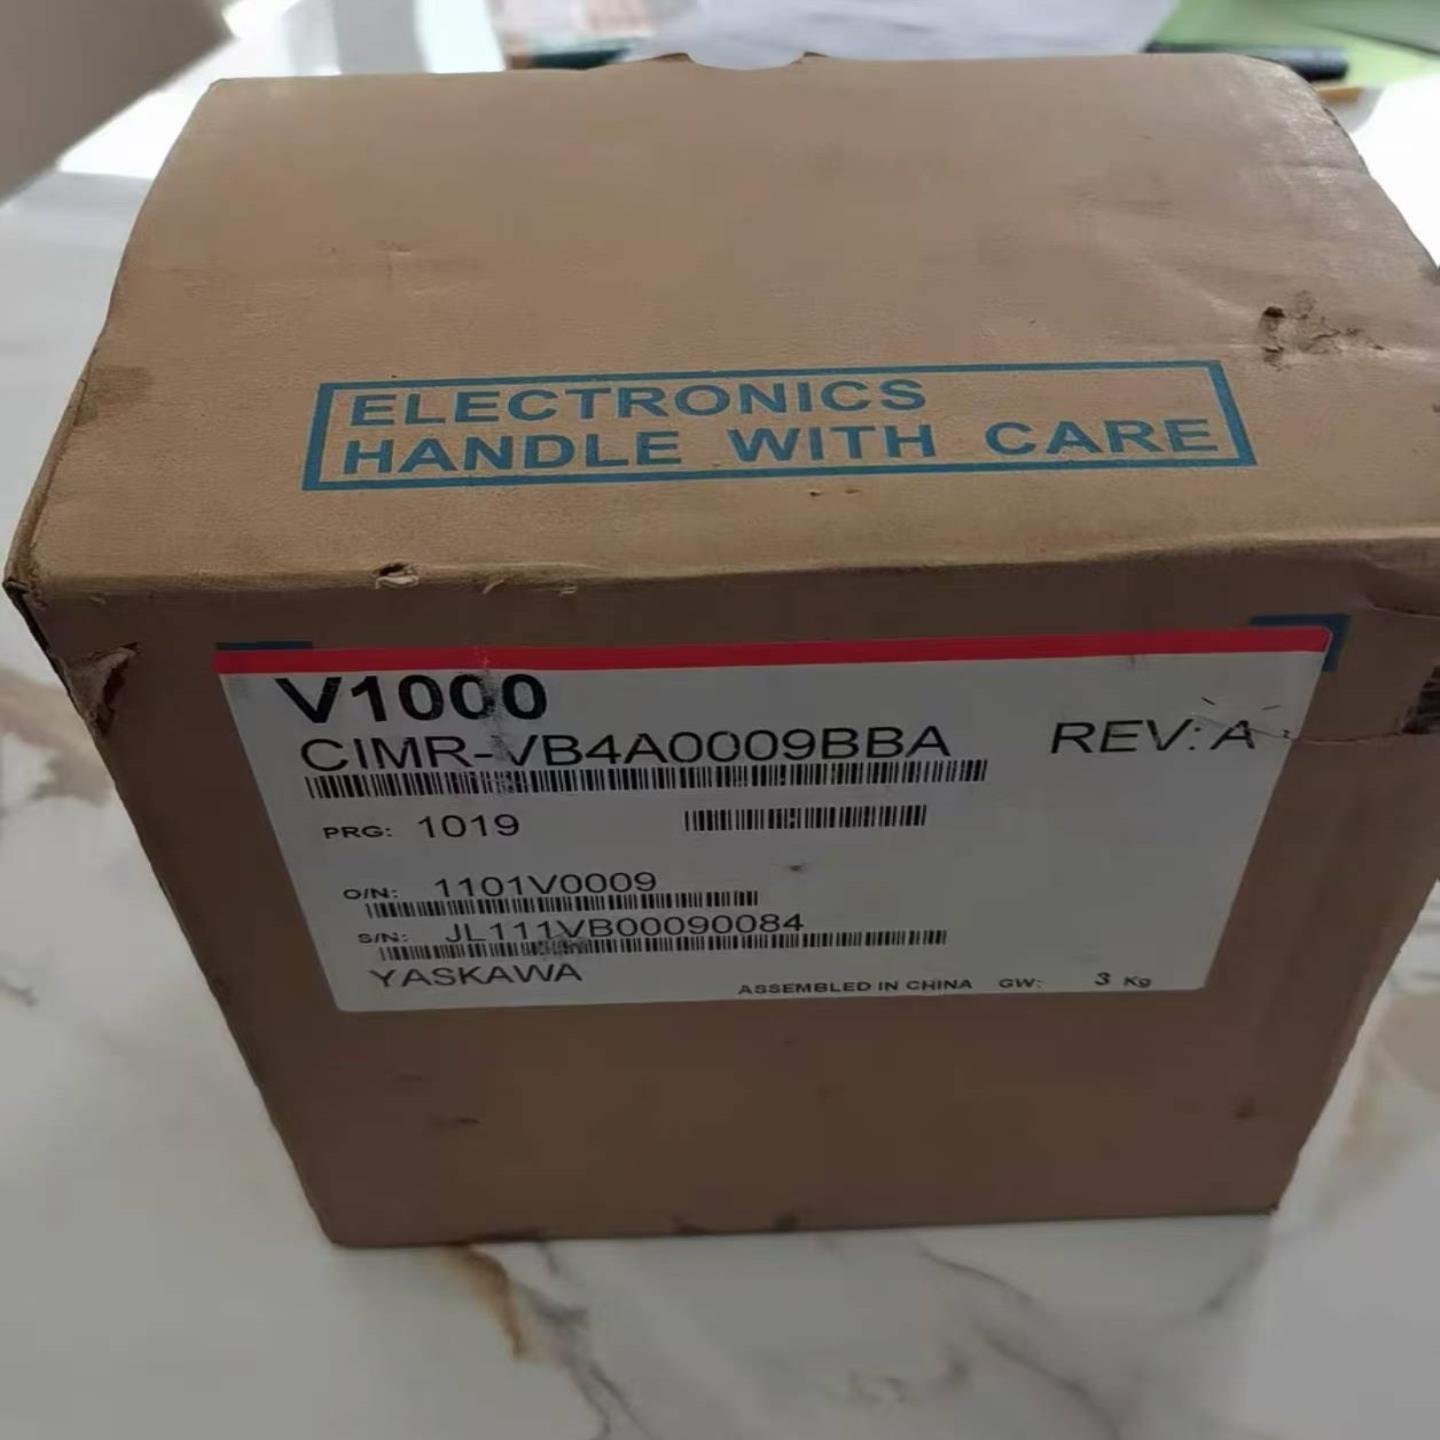 ELECTRONICS
HANDLE WITH CARE
V1000
CIMR-VB4A0009BBA REV: A
PRG: 1019
O/N: 1101V0009
S/N: JL111VB00090084
YASKAWA
ASSEMBLED IN CHINA GW: 3 Kg